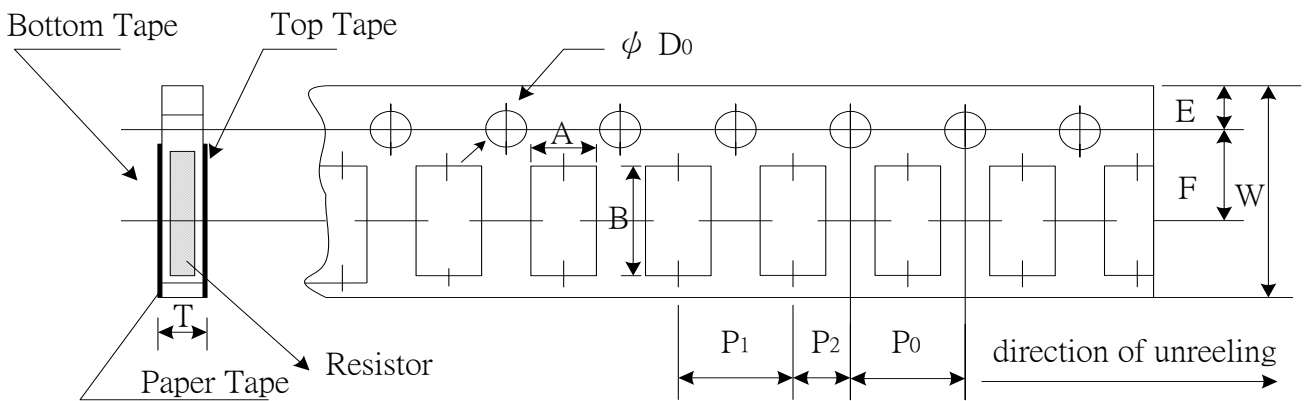 Bottom Tape
Top Tape
ϕ D0
A
E
B
F
W
T
P1
P2
P0
direction of unreeling
Resistor
Paper Tape